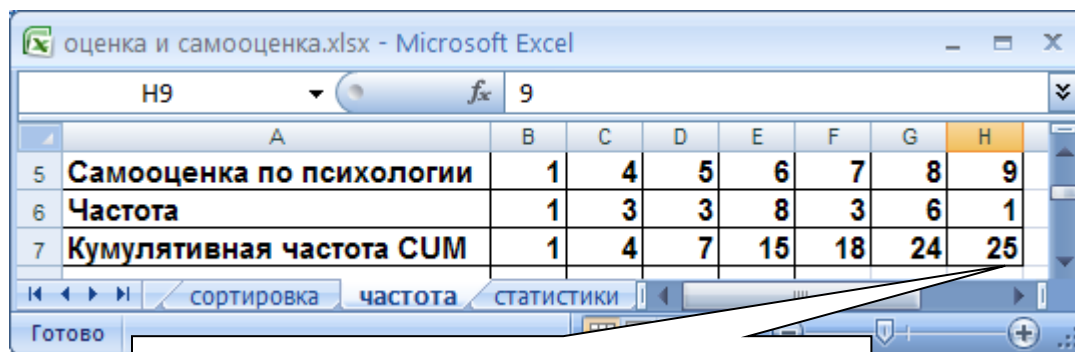 оценка и самооценка.xlsx - Microsoft Excel
H9 fx 9
A B C D E F G H
5 Самооценка по психологии 1 4 5 6 7 8 9
6 Частота 1 3 3 8 3 6 1
7 Кумулятивная частота CUM 1 4 7 15 18 24 25
сортировка частота статистики
Готово